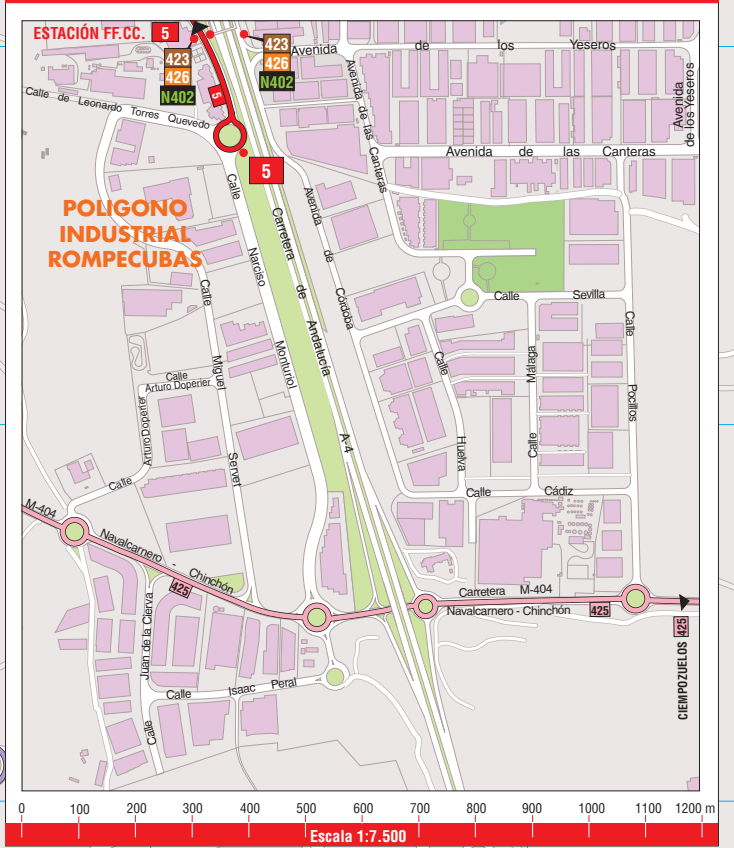 ESTACIÓN FF.CC. 5
423
426
N402
423
426
N402
Avenida de los Yeseros
Avenida de los Yeseros
Calle de Leonardo Torres Quevedo
5
5
Avenida de las Canteras
Avenida de las Canteras
POLIGONO
INDUSTRIAL
ROMPECUBAS
Calle Narciso Monturiol
Carretera de Andalucía A-4
Avenida de Córdoba
Calle Miguel Servet
Calle Sevilla
Calle Pocillos
Calle Málaga
Calle Huelva
Calle
Arturo Doperier
Calle Arturo Doperier
Calle Cádiz
M-404
Navalcarnero - Chinchón
425
Carretera M-404
Navalcarnero - Chinchón
425
CIEMPOZUELOS 425
Calle Juan de la Cierva
Calle Isaac Peral
0 100 200 300 400 500 600 700 800 900 1000 1100 1200 m
Escala 1:7.500